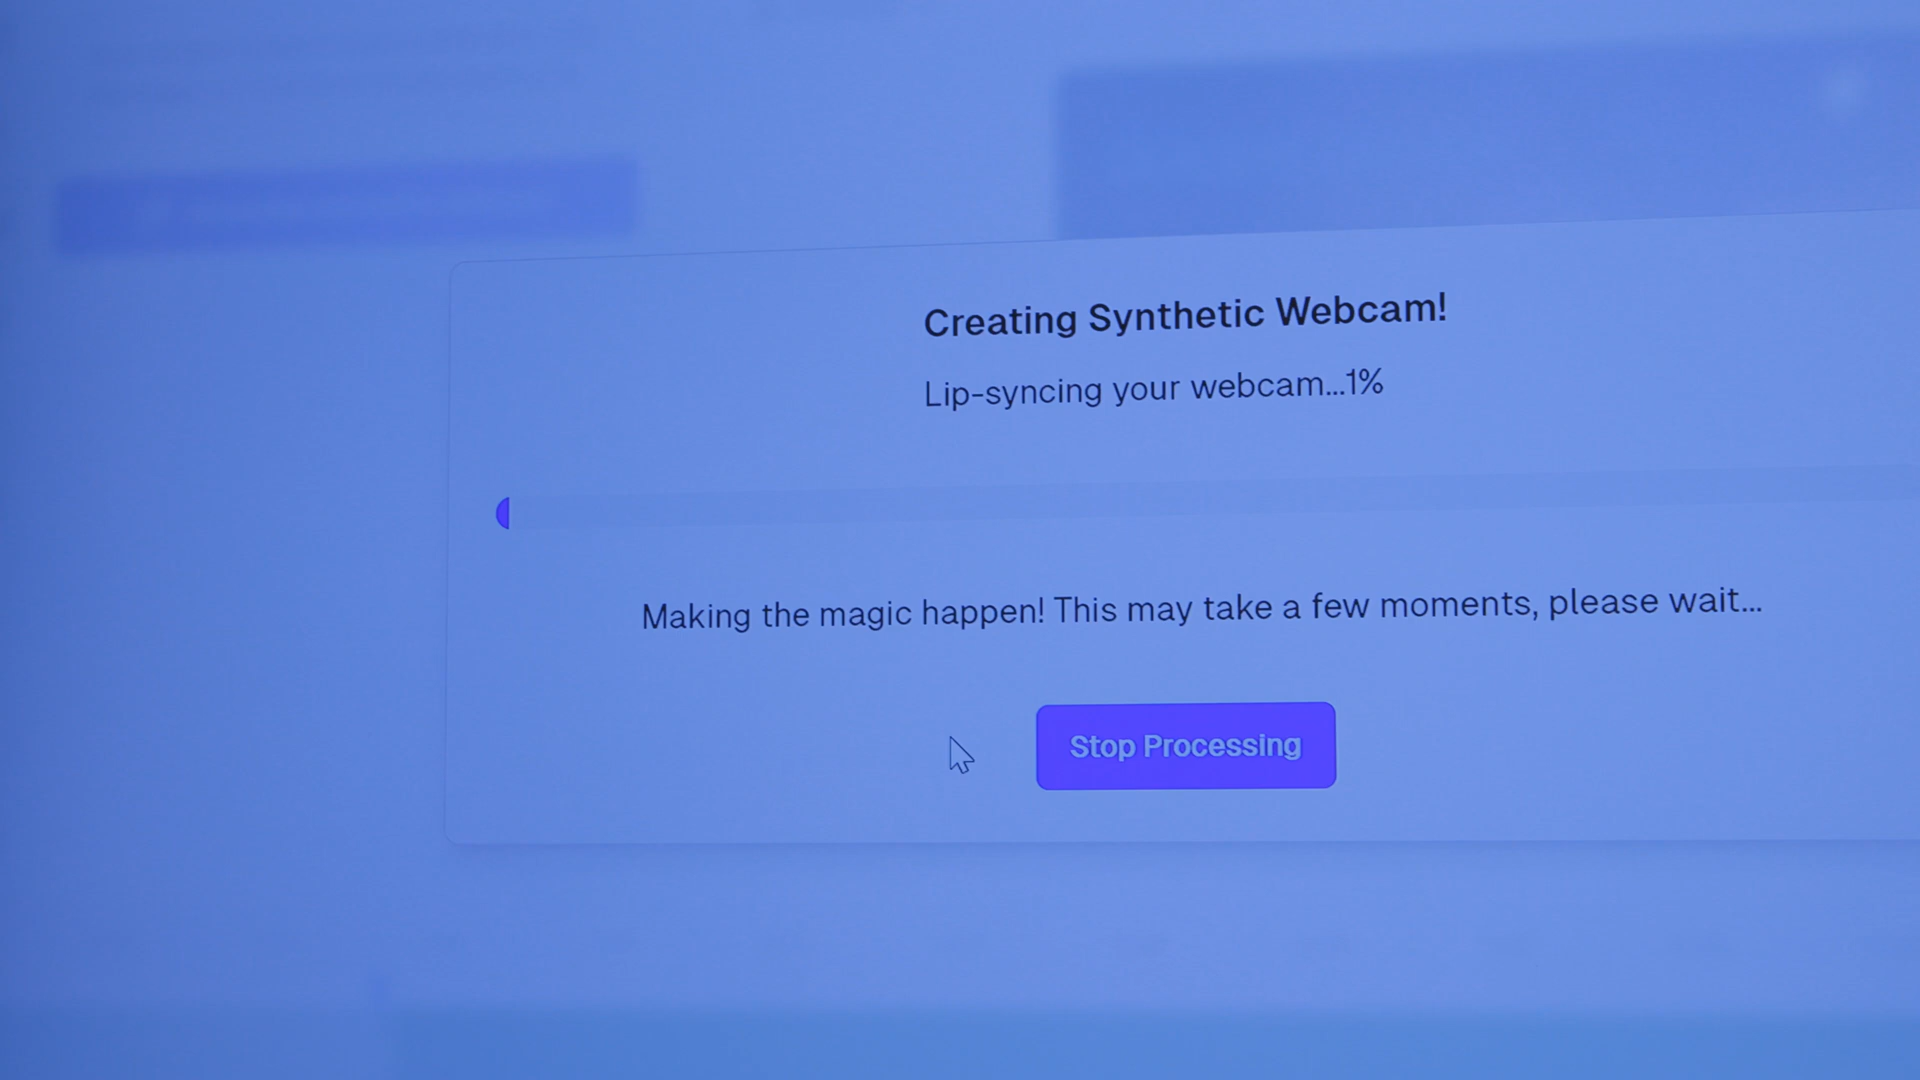 Creating Synthetic Webcam!
Lip-syncing your webcam...1%
Making the magic happen! This may take a few moments, please wait...
Stop Processing